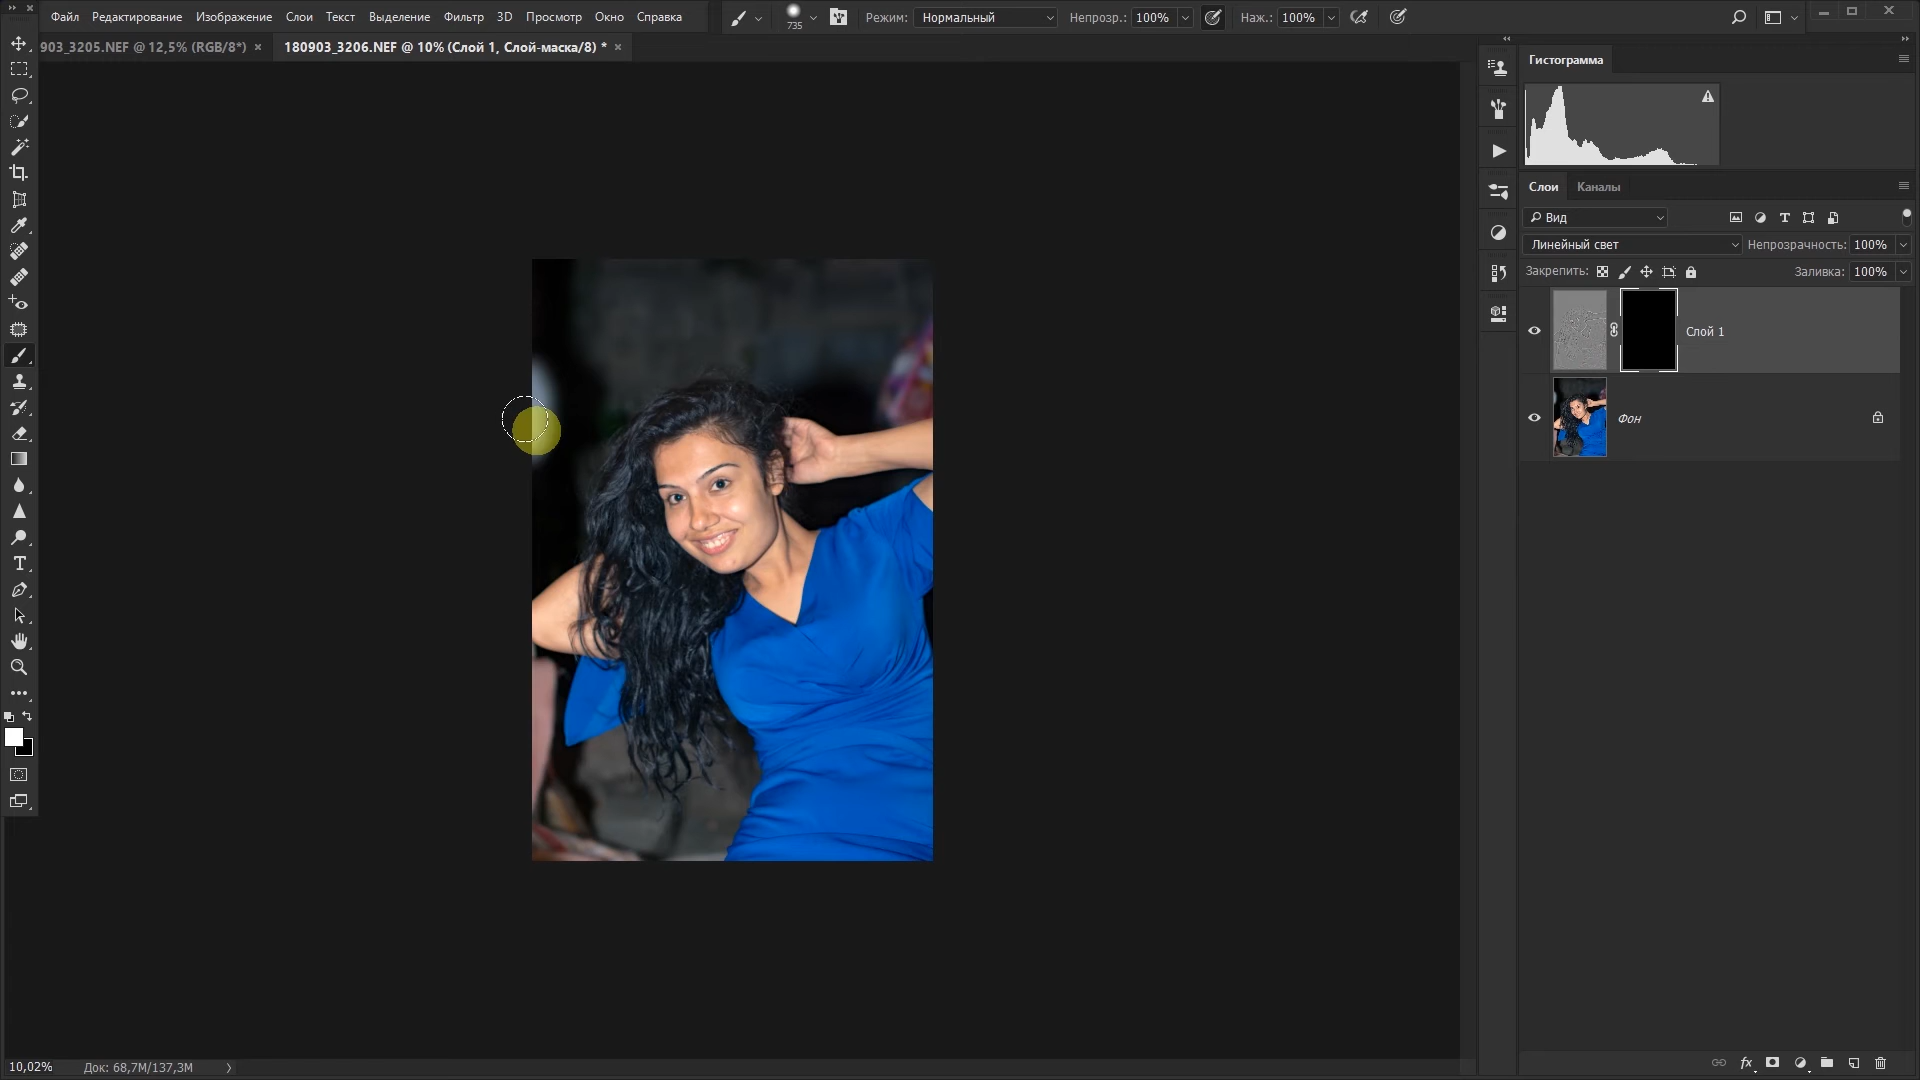 Файл Редактирование Изображение Слои Текст Выделение Фильтр 3D Просмотр Окно Справка
735 Режим: Нормальный Непрозр.: 100% Наж.: 100%
903_3205.NEF @ 12,5% (RGB/8*) × 180903_3206.NEF @ 10% (Слой 1, Слой-маска/8) * ×
Гистограмма
Слои Каналы
Вид
Линейный свет Непрозрачность: 100%
Закрепить: Заливка: 100%
Слой 1
Фон
T
fx
10,02% Док: 68,7M/137,3M